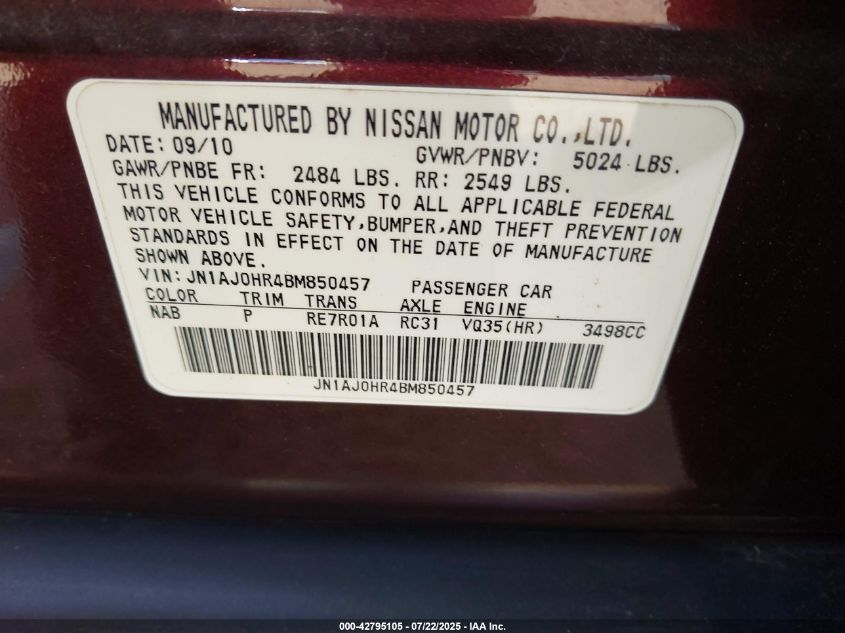 MANUFACTURED BY NISSAN MOTOR CO.,LTD.
DATE: 09/10 GVWR/PNBV: 5024 LBS.
GAWR/PNBE FR: 2484 LBS. RR: 2549 LBS.
THIS VEHICLE CONFORMS TO ALL APPLICABLE FEDERAL
MOTOR VEHICLE SAFETY,BUMPER,AND THEFT PREVENTION
STANDARDS IN EFFECT ON THE DATE OF MANUFACTURE
SHOWN ABOVE.
VIN:JN1AJ0HR4BM850457 PASSENGER CAR
COLOR TRIM TRANS AXLE ENGINE
NAB P RE7R01A RC31 VQ35(HR) 3498CC
JN1AJ0HR4BM850457
000-42795105 - 07/22/2025 - IAA Inc.